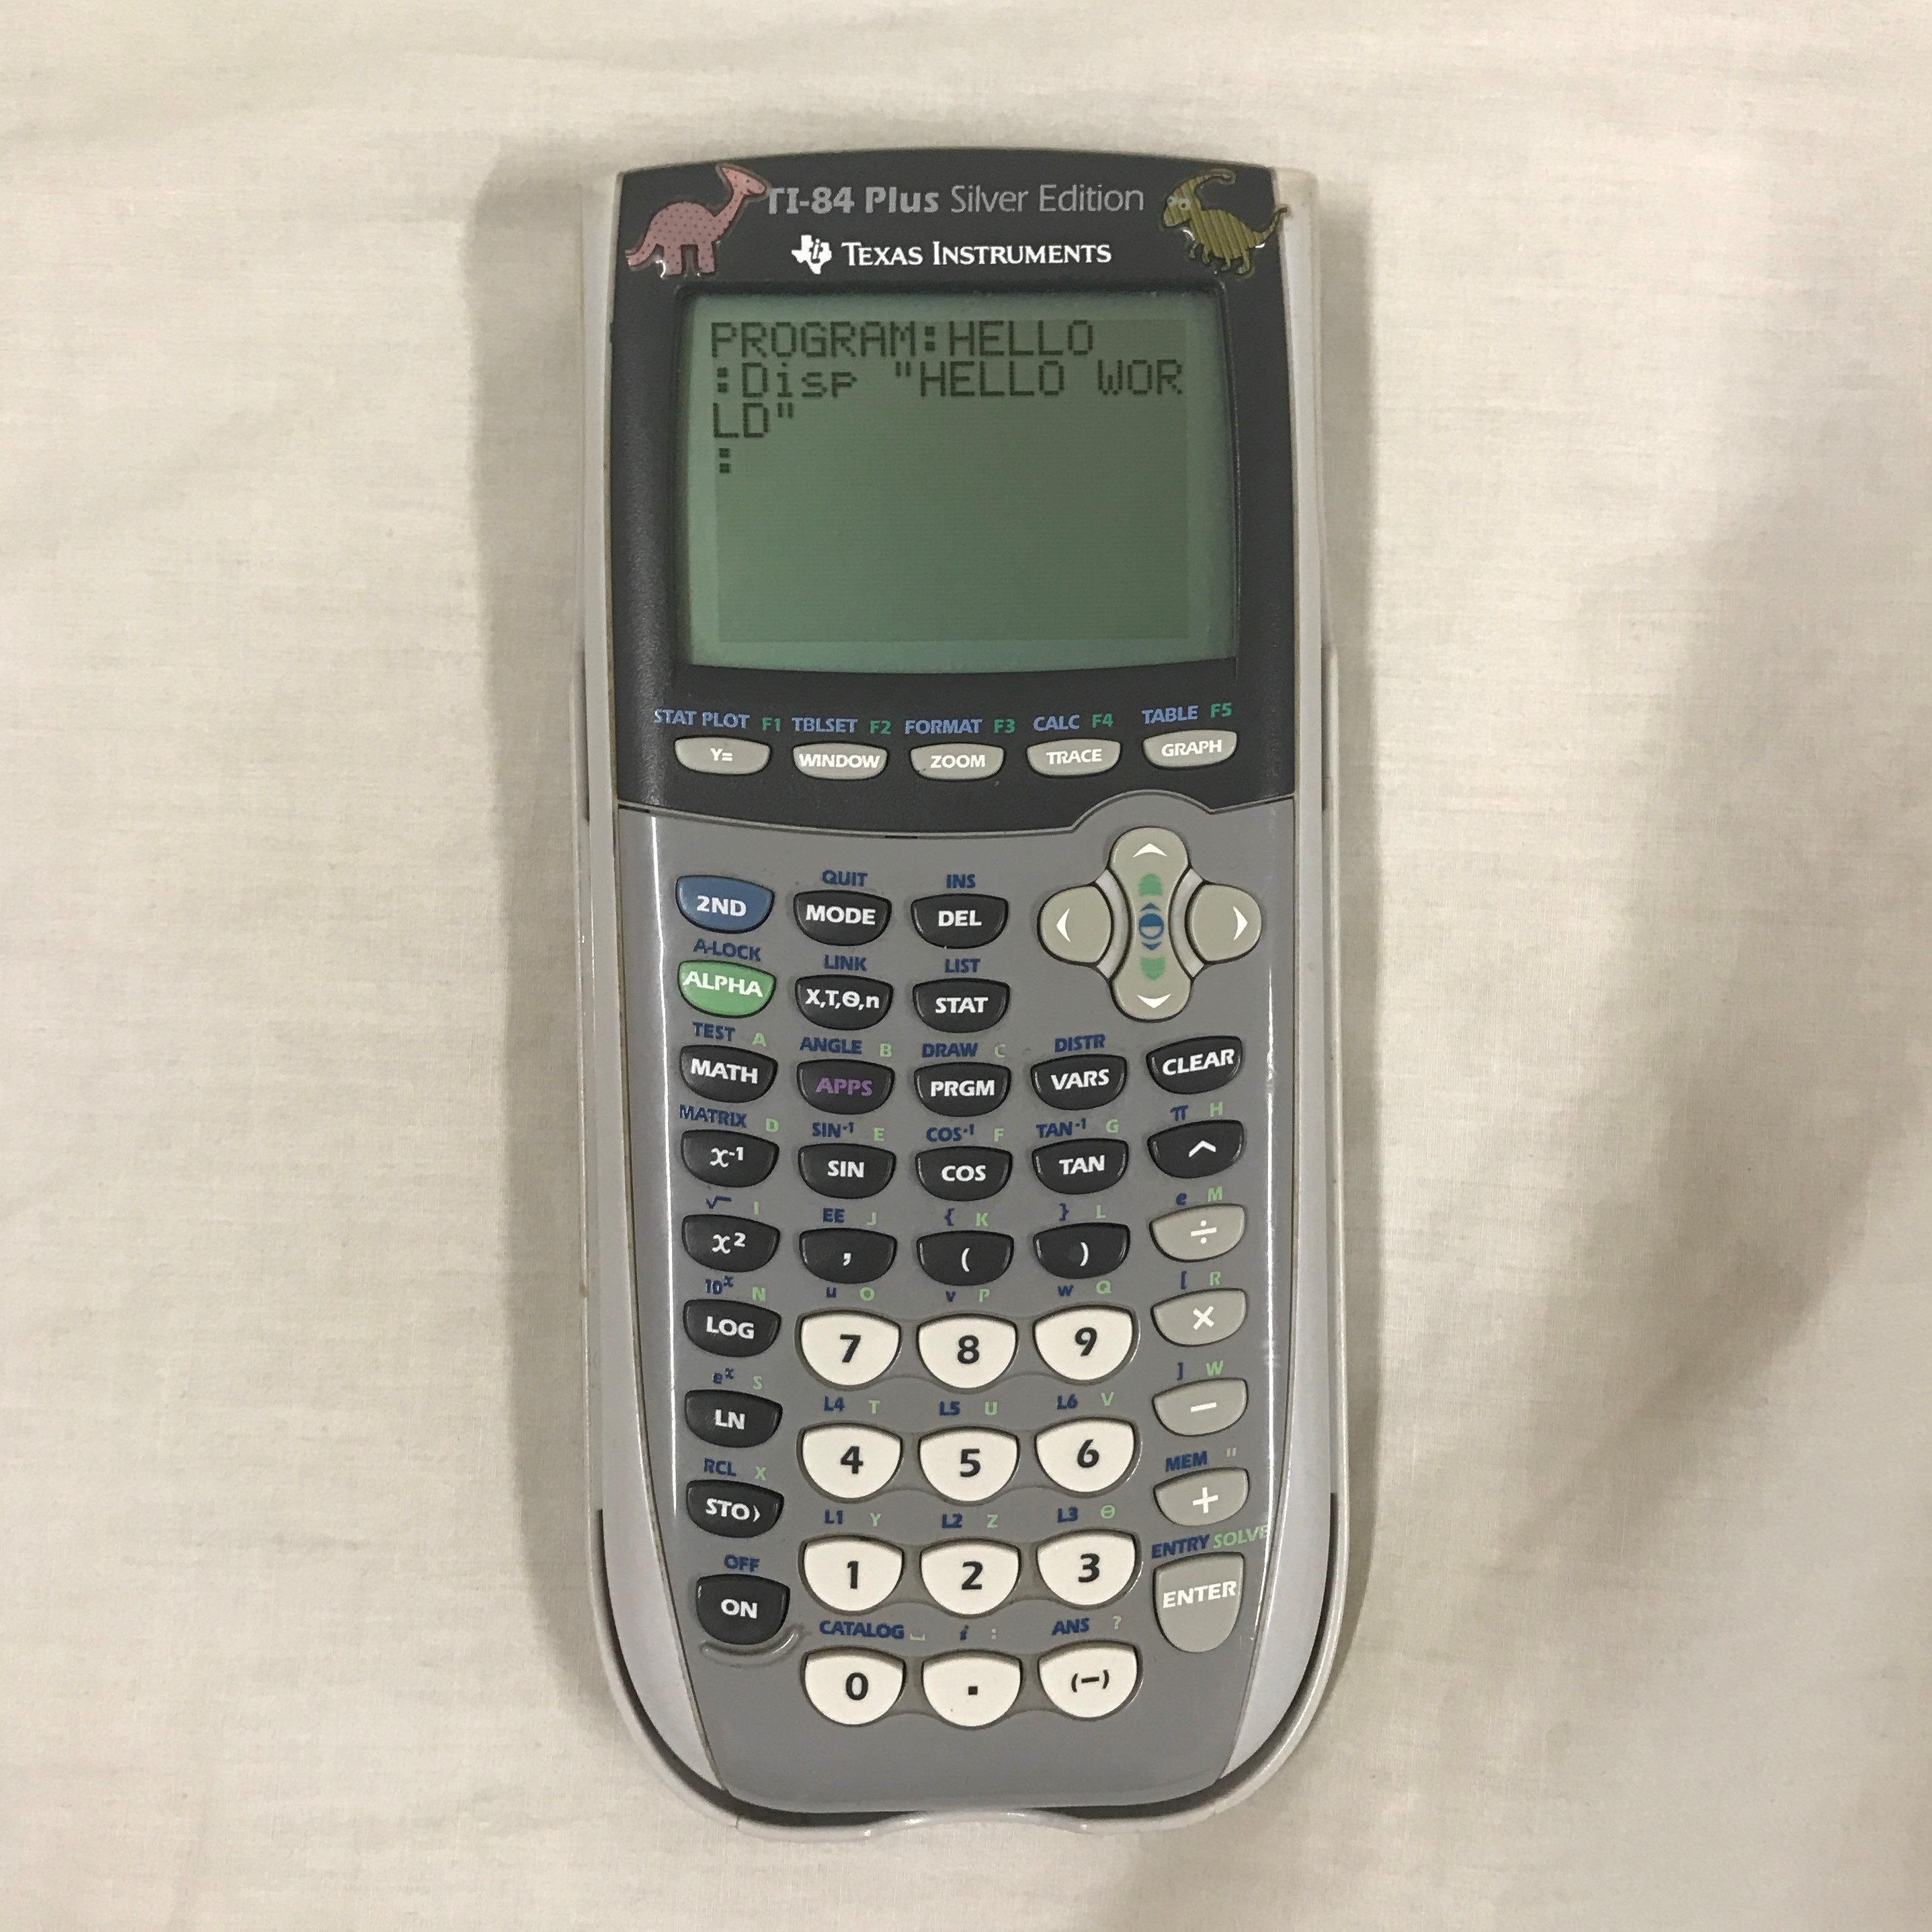 TI-84 Plus Silver Edition
TEXAS INSTRUMENTS
PROGRAM:HELLO
:Disp "HELLO WOR
LD"
:
STAT PLOT F1 TBLSET F2 FORMAT F3 CALC F4 TABLE F5
Y= WINDOW ZOOM TRACE GRAPH
QUIT INS
2ND MODE DEL
A-LOCK LINK LIST
ALPHA X,T,Θ,n STAT
TEST A ANGLE B DRAW C DISTR
MATH APPS PRGM VARS CLEAR
MATRIX D SIN⁻¹ E COS⁻¹ F TAN⁻¹ G π H
x⁻¹ SIN COS TAN ^
√ I EE J { K } L e M
x² , ( ) ÷
10ˣ N u O v P w Q [ R
LOG 7 8 9 ×
eˣ S L4 T L5 U L6 V ] W
LN 4 5 6 −
RCL X L1 Y L2 Z L3 Θ MEM "
STO› 1 2 3 +
OFF CATALOG ⎵ i : ANS ? ENTRY SOLVE
ON 0 . (−) ENTER